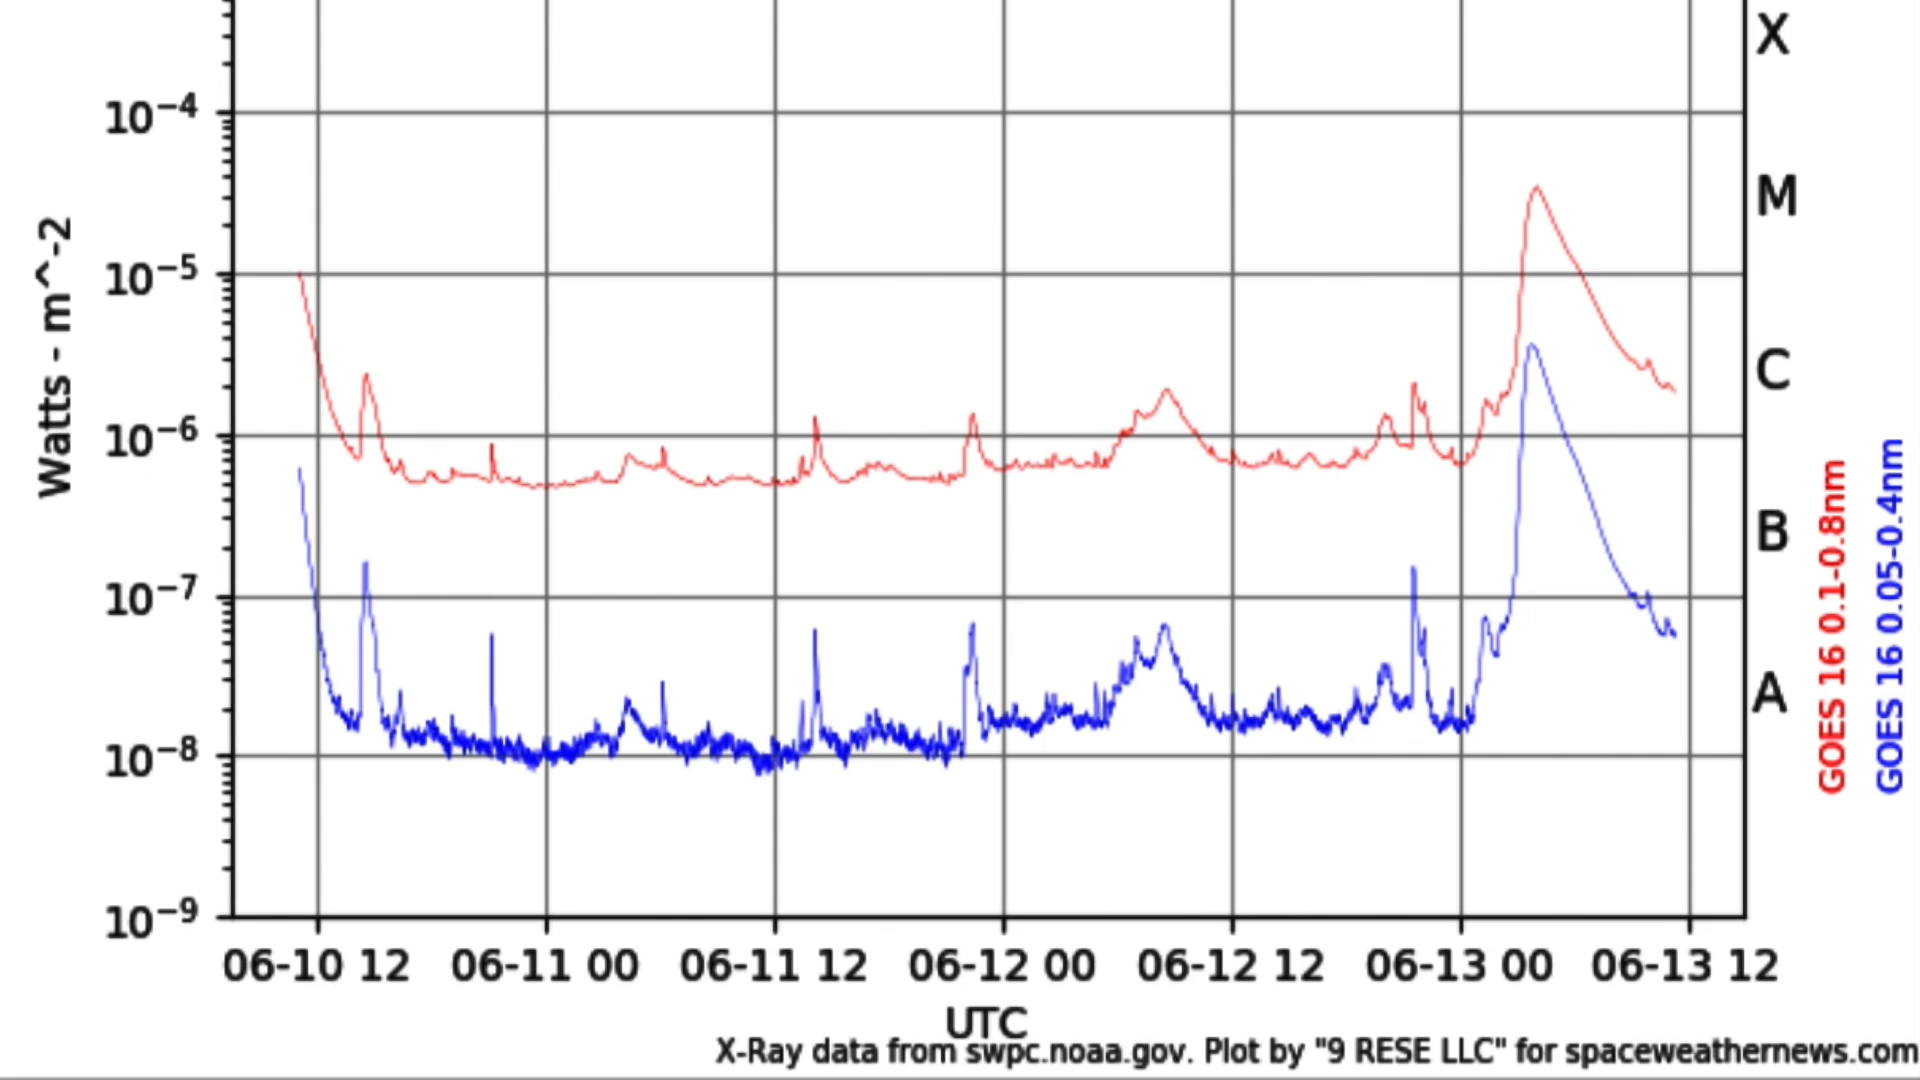 X
10−4
M
10−5
C
10−6
B
10−7
A
10−8
10−9
Watts - m^-2
GOES 16 0.1-0.8nm
GOES 16 0.05-0.4nm
06-10 12 06-11 00 06-11 12 06-12 00 06-12 12 06-13 00 06-13 12
UTC
X-Ray data from swpc.noaa.gov. Plot by "9 RESE LLC" for spaceweathernews.com